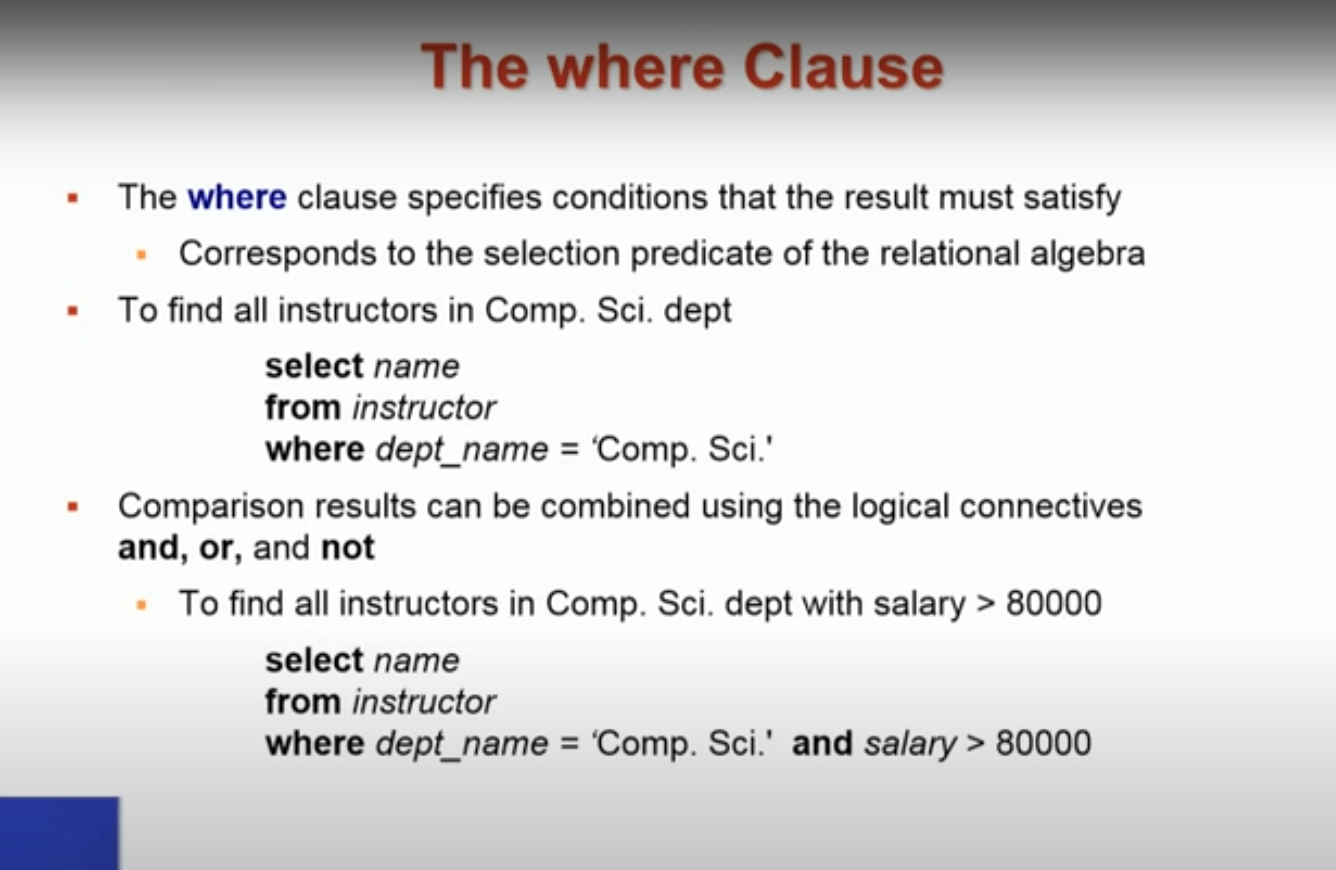 The where Clause
The where clause specifies conditions that the result must satisfy
Corresponds to the selection predicate of the relational algebra
To find all instructors in Comp. Sci. dept
select name
from instructor
where dept_name = ‘Comp. Sci.'
Comparison results can be combined using the logical connectives
and, or, and not
To find all instructors in Comp. Sci. dept with salary > 80000
select name
from instructor
where dept_name = ‘Comp. Sci.' and salary > 80000